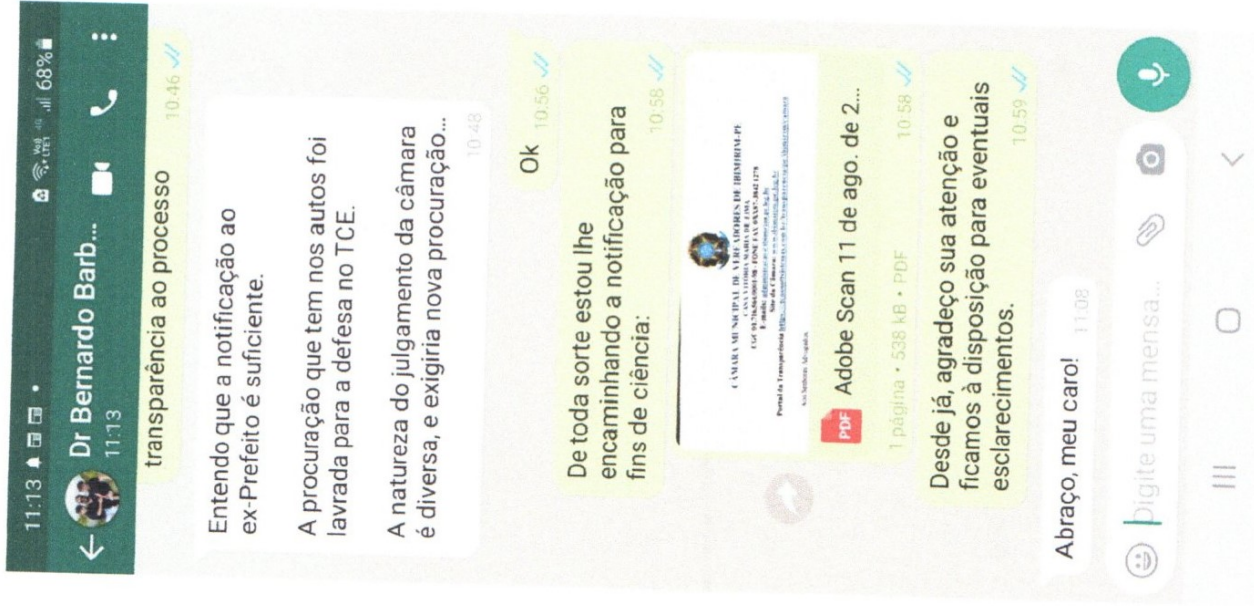 11:13
68%
Dr Bernardo Barb...
11:13
transparência ao processo
10:46
Entendo que a notificação ao
ex-Prefeito é suficiente.
A procuração que tem nos autos foi
lavrada para a defesa no TCE.
A natureza do julgamento da câmara
é diversa, e exigiria nova procuração...
10:48
Ok
10:56
De toda sorte estou lhe
encaminhando a notificação para
fins de ciência:
10:58
CÂMARA MUNICIPAL DE VEREADORES DE IBIMIRIM-PE
PDF
Adobe Scan 11 de ago. de 2...
1 página • 538 kB • PDF
10:58
Desde já, agradeço sua atenção e
ficamos à disposição para eventuais
esclarecimentos.
10:59
Abraço, meu caro!
11:08
Digite uma mensa...